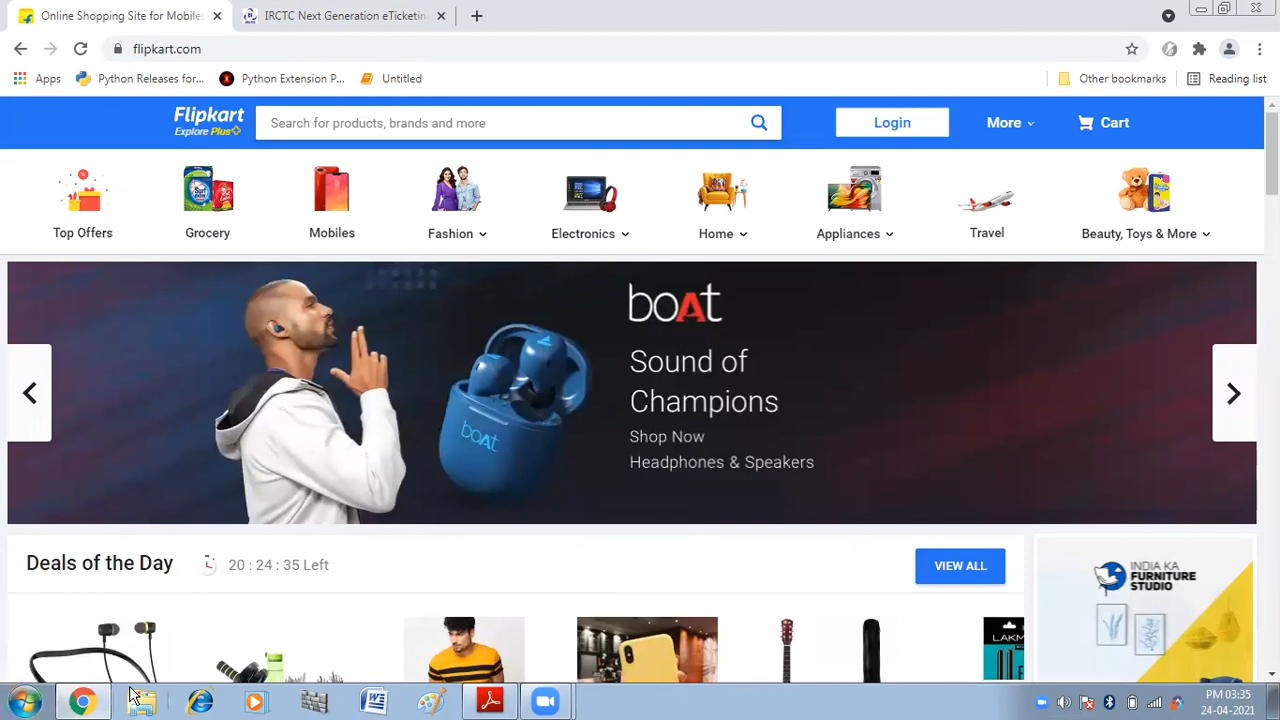 Online Shopping Site for Mobiles
IRCTC Next Generation eTicketin
flipkart.com
Apps
Python Releases for...
Python Extension P...
Untitled
Other bookmarks
Reading list
Flipkart
Explore Plus
Search for products, brands and more
Login
More
Cart
Top Offers
Grocery
Mobiles
Fashion
Electronics
Home
Appliances
Travel
Beauty, Toys & More
boAt
Sound of
Champions
Shop Now
Headphones & Speakers
boAt
Deals of the Day
20 : 24 : 35 Left
VIEW ALL
INDIA KA
FURNITURE
STUDIO
LAKM
PM 03:35
24-04-2021